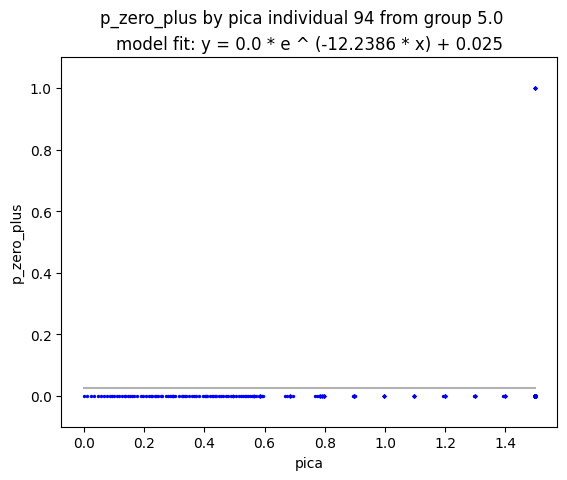 p_zero_plus by pica individual 94 from group 5.0
model fit: y = 0.0 * e ^ (-12.2386 * x) + 0.025
1.0
0.8
0.6
0.4
0.2
0.0
p_zero_plus
0.0 0.2 0.4 0.6 0.8 1.0 1.2 1.4
pica